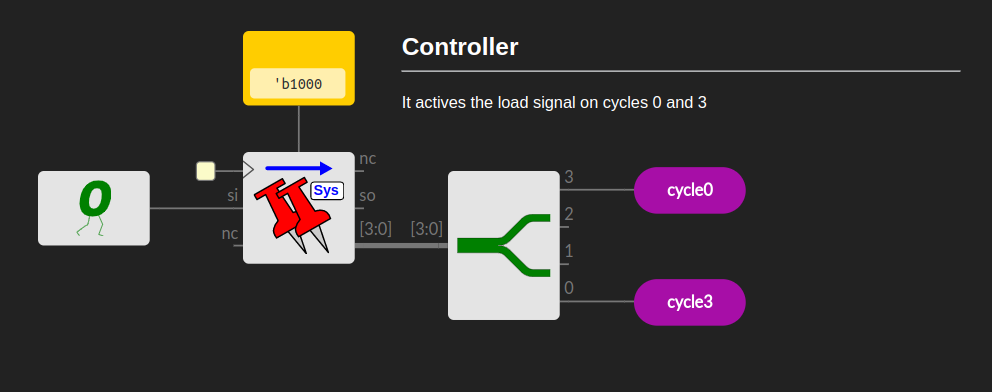 Controller
It actives the load signal on cycles 0 and 3
'b1000
0
nc
si
Sys
so
nc
[3:0]
[3:0]
3
2
1
0
cycle0
cycle3